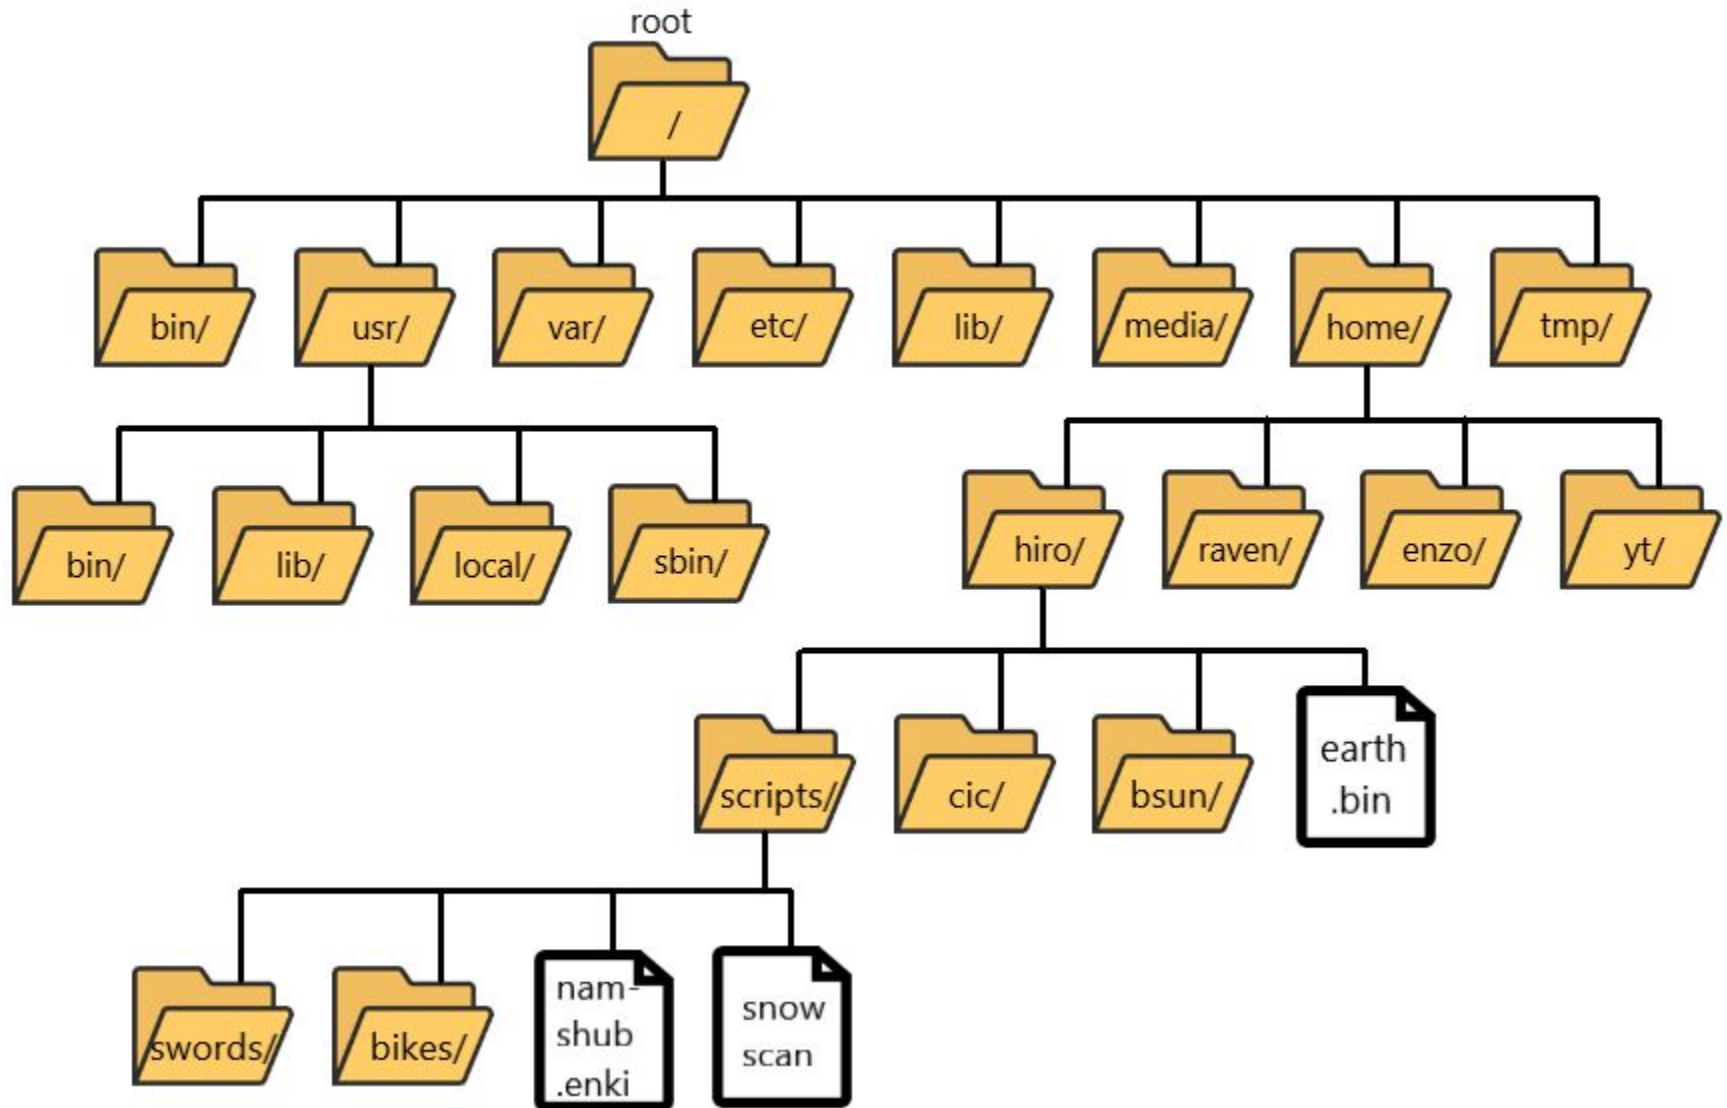 root
/
bin/
usr/
var/
etc/
lib/
media/
home/
tmp/
bin/
lib/
local/
sbin/
hiro/
raven/
enzo/
yt/
scripts/
cic/
bsun/
earth
.bin
swords/
bikes/
nam-
shub
.enki
snow
scan